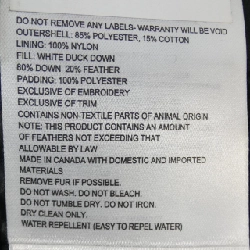 DO NOT REMOVE ANY LABELS- WARRANTY WILL BE VOID
OUTERSHELL: 85% POLYESTER, 15% COTTON
LINING: 100% NYLON
FILL: WHITE DUCK DOWN
80% DOWN 20% FEATHER
PADDING: 100% POLYESTER
EXCLUSIVE OF EMBROIDERY
EXCLUSIVE OF TRIM
CONTAINS NON-TEXTILE PARTS OF ANIMAL ORIGIN
NOTE: THIS PRODUCT CONTAINS AN AMOUNT
OF FEATHERS NOT EXCEEDING THAT
ALLOWABLE BY LAW
MADE IN CANADA WITH DOMESTIC AND IMPORTED
MATERIALS
REMOVE FUR IF POSSIBLE.
DO NOT WASH. DO NOT BLEACH.
DO NOT TUMBLE DRY. DO NOT IRON.
DRY CLEAN ONLY.
WATER REPELLENT (EASY TO REPEL WATER)